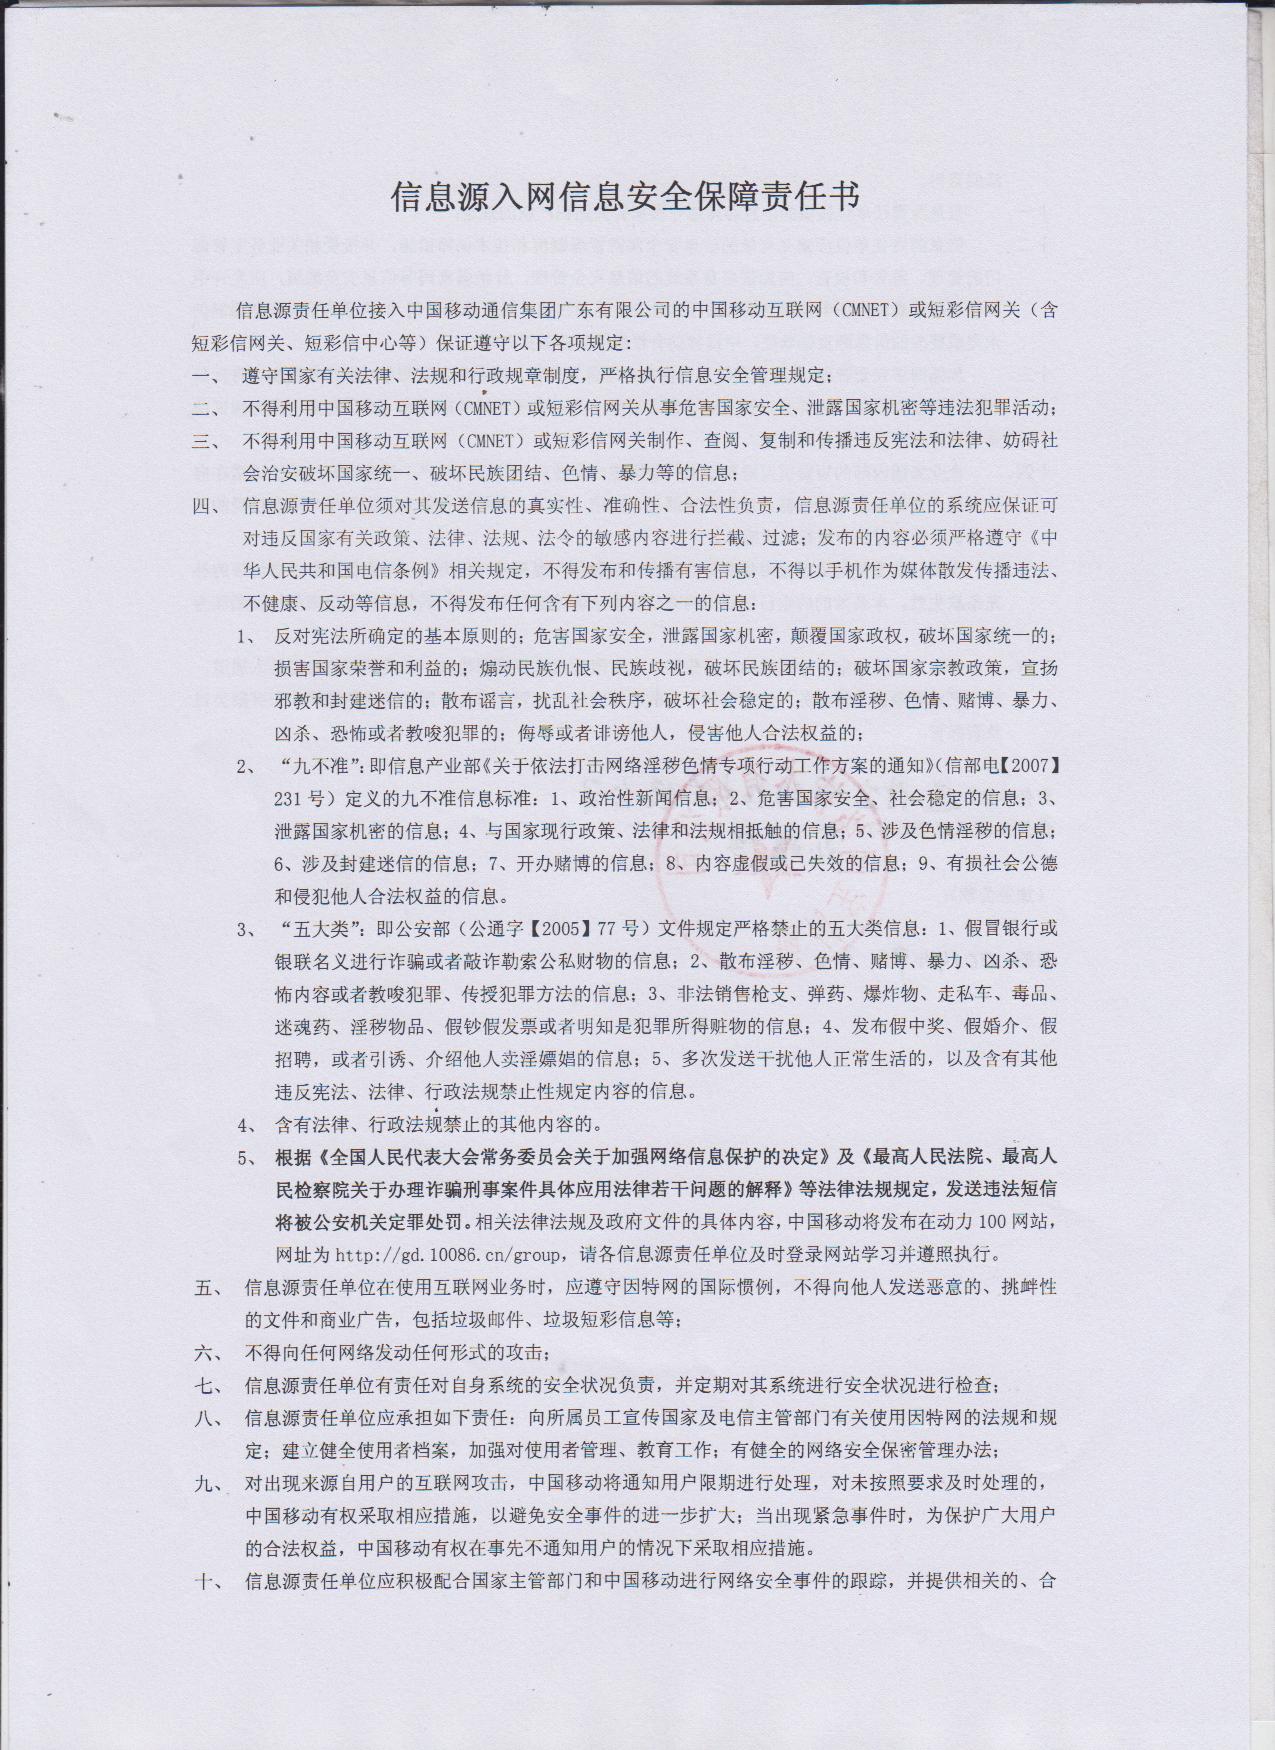 信息源入网信息安全保障责任书
信息源责任单位接入中国移动通信集团广东有限公司的中国移动互联网（CMNET）或短彩信网关（含
短彩信网关、短彩信中心等）保证遵守以下各项规定：
一、 遵守国家有关法律、法规和行政规章制度，严格执行信息安全管理规定；
二、 不得利用中国移动互联网（CMNET）或短彩信网关从事危害国家安全、泄露国家机密等违法犯罪活动；
三、 不得利用中国移动互联网（CMNET）或短彩信网关制作、查阅、复制和传播违反宪法和法律、妨碍社
会治安破坏国家统一、破坏民族团结、色情、暴力等的信息；
四、 信息源责任单位须对其发送信息的真实性、准确性、合法性负责，信息源责任单位的系统应保证可
对违反国家有关政策、法律、法规、法令的敏感内容进行拦截、过滤；发布的内容必须严格遵守《中
华人民共和国电信条例》相关规定，不得发布和传播有害信息，不得以手机作为媒体散发传播违法、
不健康、反动等信息，不得发布任何含有下列内容之一的信息：
1、 反对宪法所确定的基本原则的；危害国家安全，泄露国家机密，颠覆国家政权，破坏国家统一的；
损害国家荣誉和利益的；煽动民族仇恨、民族歧视，破坏民族团结的；破坏国家宗教政策，宣扬
邪教和封建迷信的；散布谣言，扰乱社会秩序，破坏社会稳定的；散布淫秽、色情、赌博、暴力、
凶杀、恐怖或者教唆犯罪的；侮辱或者诽谤他人，侵害他人合法权益的；
2、 “九不准”：即信息产业部《关于依法打击网络淫秽色情专项行动工作方案的通知》（信部电【2007】
231号）定义的九不准信息标准：1、政治性新闻信息；2、危害国家安全、社会稳定的信息；3、
泄露国家机密的信息；4、与国家现行政策、法律和法规相抵触的信息；5、涉及色情淫秽的信息；
6、涉及封建迷信的信息；7、开办赌博的信息；8、内容虚假或已失效的信息；9、有损社会公德
和侵犯他人合法权益的信息。
3、 “五大类”：即公安部（公通字【2005】77号）文件规定严格禁止的五大类信息：1、假冒银行或
银联名义进行诈骗或者敲诈勒索公私财物的信息；2、散布淫秽、色情、赌博、暴力、凶杀、恐
怖内容或者教唆犯罪、传授犯罪方法的信息；3、非法销售枪支、弹药、爆炸物、走私车、毒品、
迷魂药、淫秽物品、假钞假发票或者明知是犯罪所得赃物的信息；4、发布假中奖、假婚介、假
招聘，或者引诱、介绍他人卖淫嫖娼的信息；5、多次发送干扰他人正常生活的，以及含有其他
违反宪法、法律、行政法规禁止性规定内容的信息。
4、 含有法律、行政法规禁止的其他内容的。
5、 根据《全国人民代表大会常务委员会关于加强网络信息保护的决定》及《最高人民法院、最高人
民检察院关于办理诈骗刑事案件具体应用法律若干问题的解释》等法律法规规定，发送违法短信
将被公安机关定罪处罚。相关法律法规及政府文件的具体内容，中国移动将发布在动力100网站，
网址为http://gd.10086.cn/group，请各信息源责任单位及时登录网站学习并遵照执行。
五、 信息源责任单位在使用互联网业务时，应遵守因特网的国际惯例，不得向他人发送恶意的、挑衅性
的文件和商业广告，包括垃圾邮件、垃圾短彩信息等；
六、 不得向任何网络发动任何形式的攻击；
七、 信息源责任单位有责任对自身系统的安全状况负责，并定期对其系统进行安全状况进行检查；
八、 信息源责任单位应承担如下责任：向所属员工宣传国家及电信主管部门有关使用因特网的法规和规
定；建立健全使用者档案，加强对使用者管理、教育工作；有健全的网络安全保密管理办法；
九、 对出现来源自用户的互联网攻击，中国移动将通知用户限期进行处理，对未按照要求及时处理的，
中国移动有权采取相应措施，以避免安全事件的进一步扩大；当出现紧急事件时，为保护广大用户
的合法权益，中国移动有权在事先不通知用户的情况下采取相应措施。
十、 信息源责任单位应积极配合国家主管部门和中国移动进行网络安全事件的跟踪，并提供相关的、合